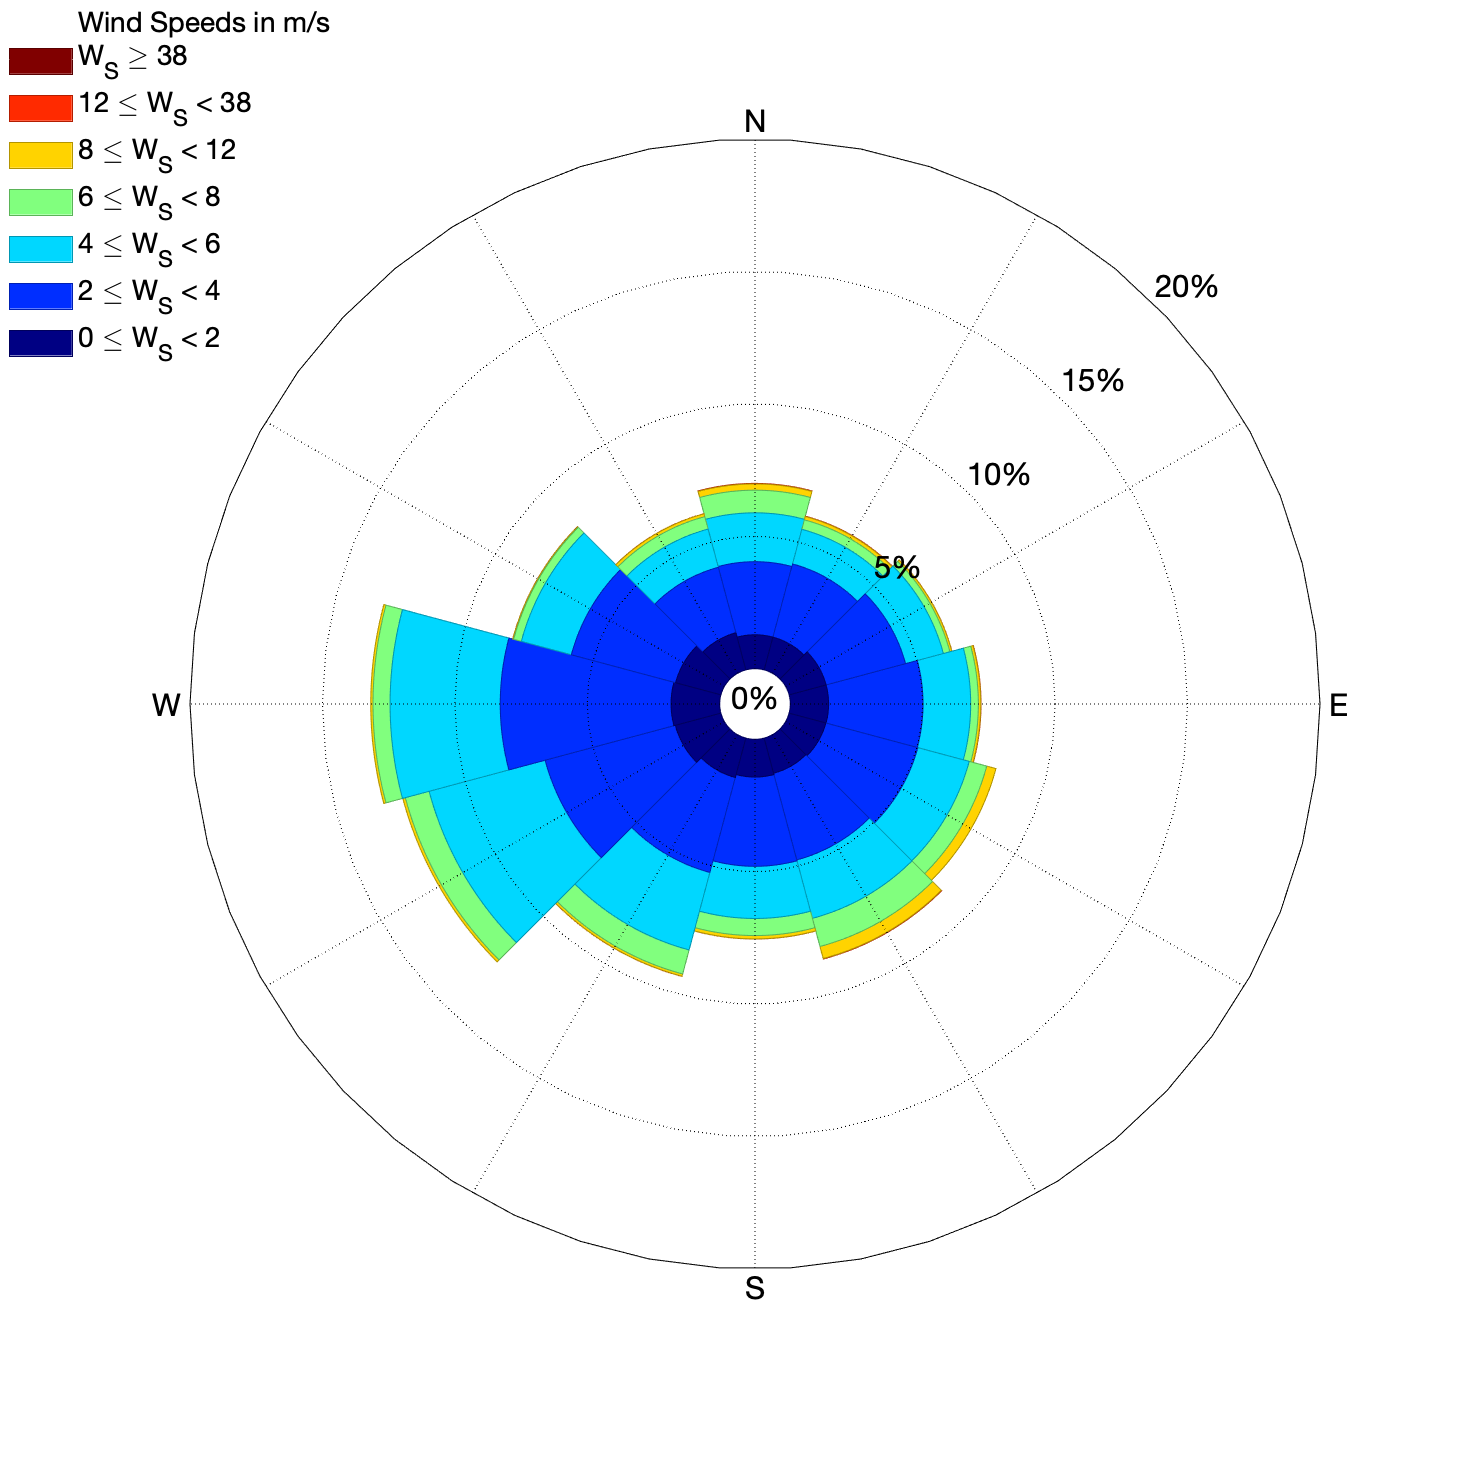 Wind Speeds in m/s
W_S ≥ 38
12 ≤ W_S < 38
8 ≤ W_S < 12
6 ≤ W_S < 8
4 ≤ W_S < 6
2 ≤ W_S < 4
0 ≤ W_S < 2
N
20%
15%
10%
5%
0%
W
E
S